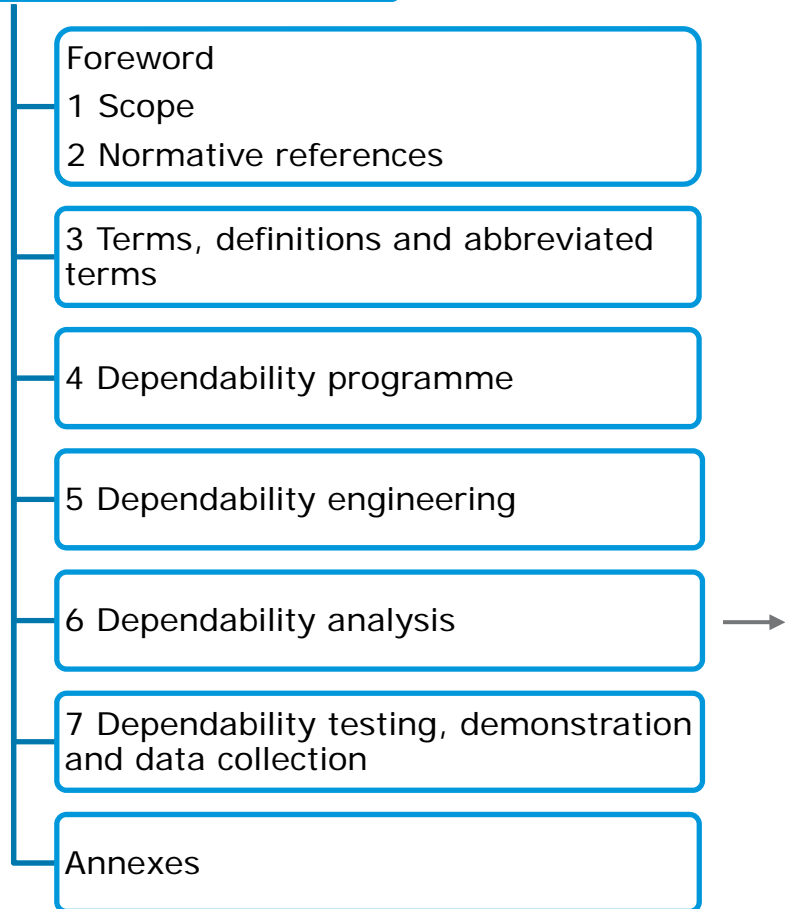 Foreword
1 Scope
2 Normative references
3 Terms, definitions and abbreviated
terms
4 Dependability programme
5 Dependability engineering
6 Dependability analysis
7 Dependability testing, demonstration
and data collection
Annexes